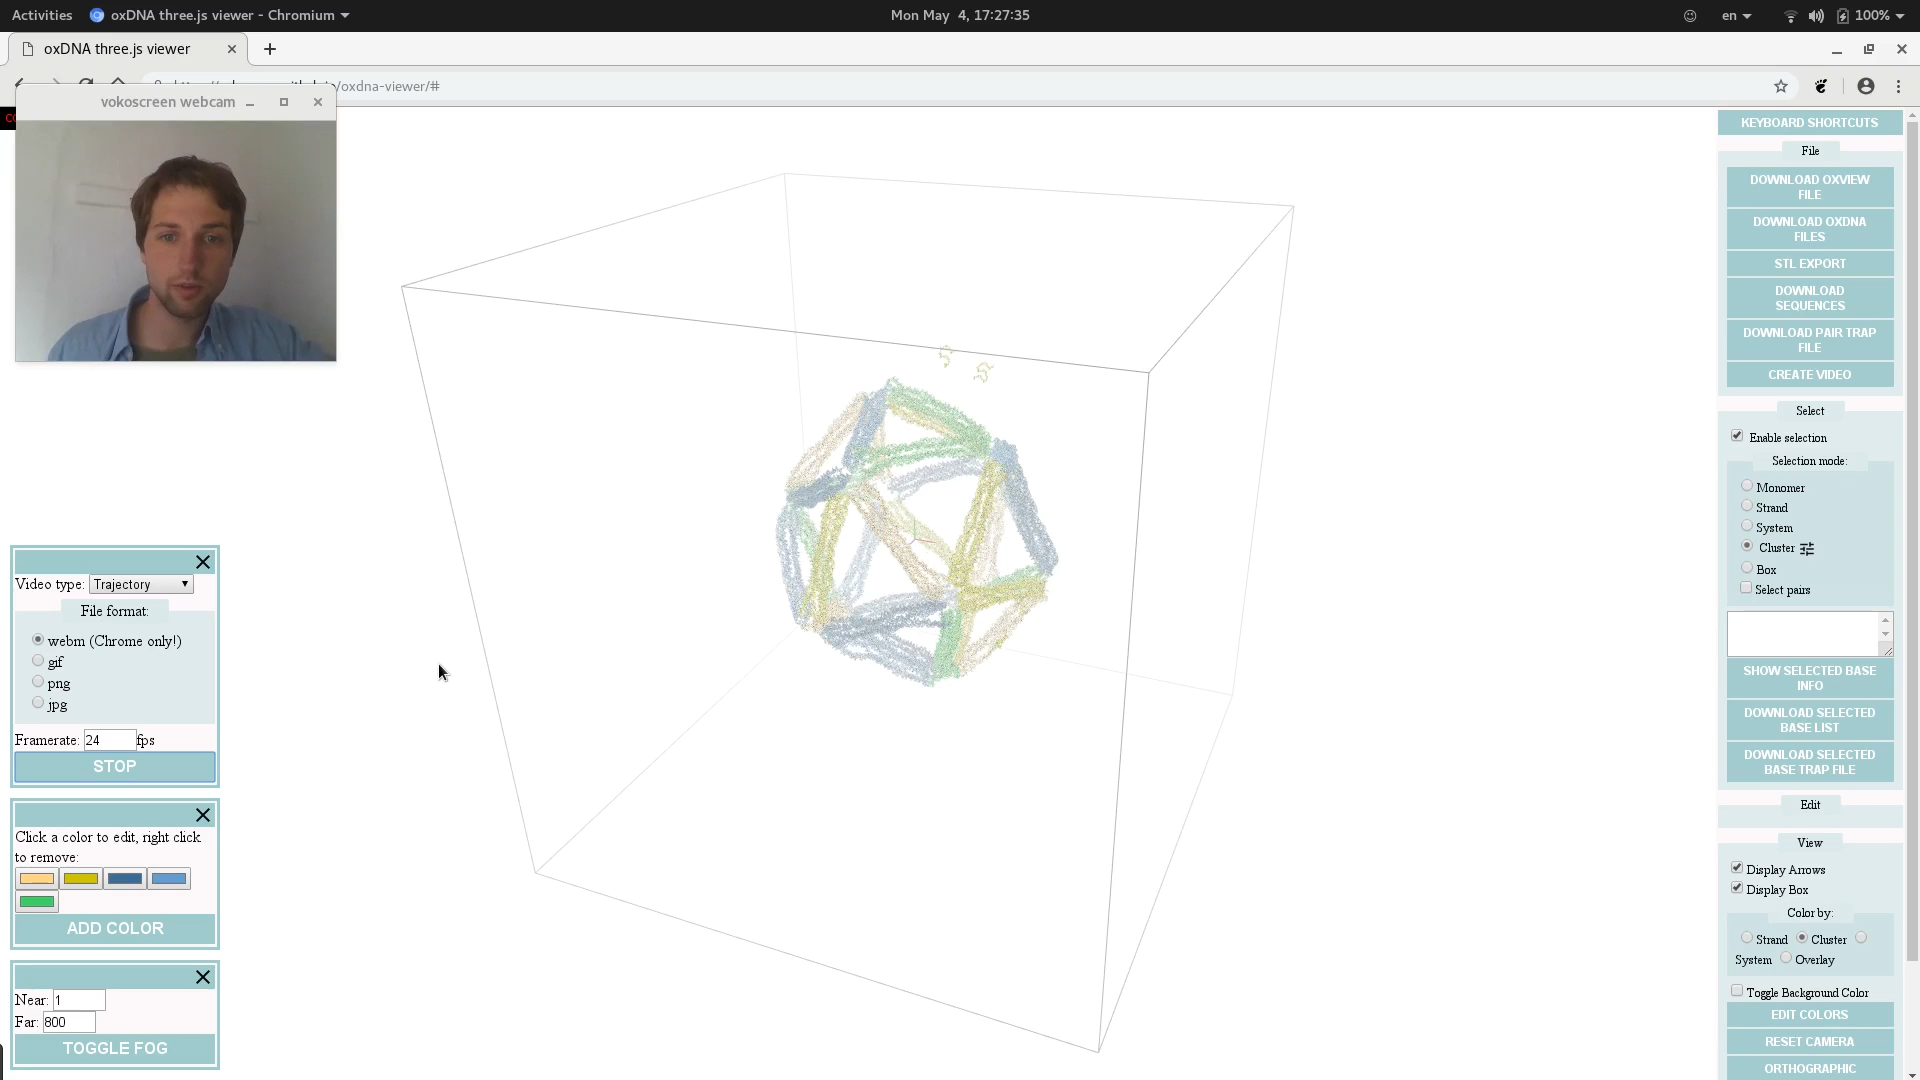 Activities
oxDNA three.js viewer - Chromium
Mon May 4, 17:27:35
en
100%
oxDNA three.js viewer
/oxdna-viewer/#
vokoscreen webcam
KEYBOARD SHORTCUTS
File
DOWNLOAD OXVIEW
FILE
DOWNLOAD OXDNA
FILES
STL EXPORT
DOWNLOAD
SEQUENCES
DOWNLOAD PAIR TRAP
FILE
CREATE VIDEO
Select
Enable selection
Selection mode:
Monomer
Strand
System
Cluster
Box
Select pairs
SHOW SELECTED BASE
INFO
DOWNLOAD SELECTED
BASE LIST
DOWNLOAD SELECTED
BASE TRAP FILE
Edit
View
Display Arrows
Display Box
Color by:
Strand Cluster
System Overlay
Toggle Background Color
EDIT COLORS
RESET CAMERA
ORTHOGRAPHIC
Video type: Trajectory
File format:
webm (Chrome only!)
gif
png
jpg
Framerate: 24 fps
STOP
Click a color to edit, right click
to remove:
ADD COLOR
Near: 1
Far: 800
TOGGLE FOG